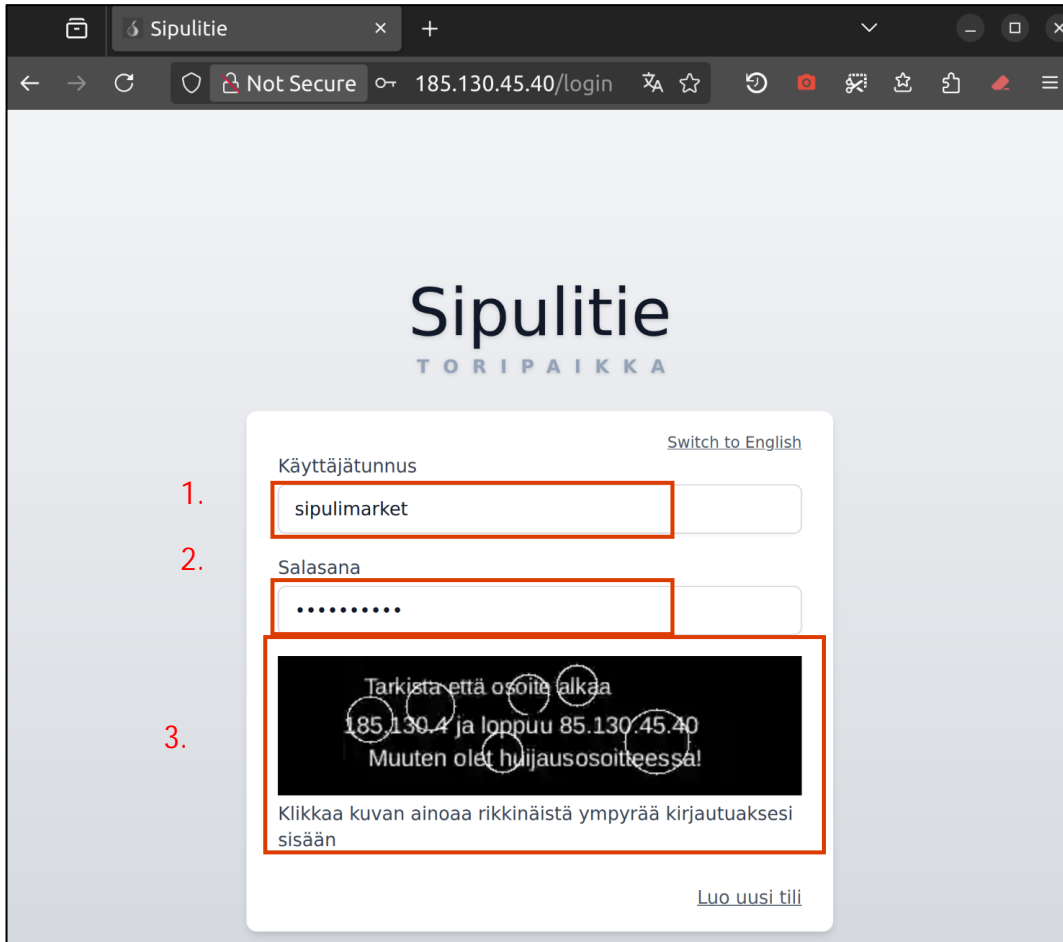 Sipulitie
Not Secure 185.130.45.40/login
Sipulitie
TORIPAIKKA
Switch to English
Käyttäjätunnus
1.
sipulimarket
2.
Salasana
Tarkista että osoite alkaa
185.130.4 ja loppuu 85.130.45.40
Muuten olet huijausosoitteessa!
3.
Klikkaa kuvan ainoaa rikkinäistä ympyrää kirjautuaksesi
sisään
Luo uusi tili